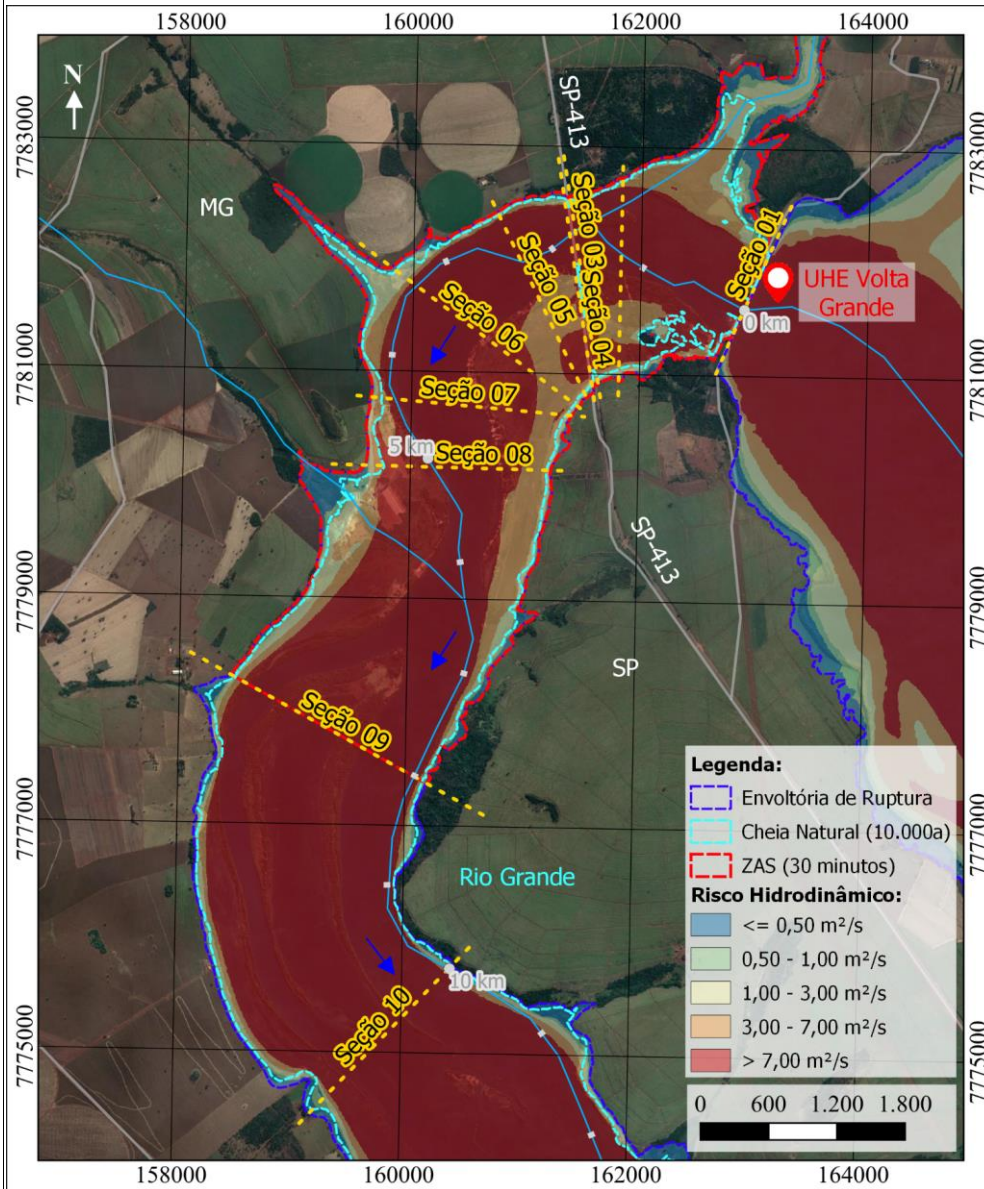 158000
160000
162000
164000
N
7783000
SP-413
7783000
MG
Seção 01
Seção 03
Seção 04
Seção 05
UHE Volta
Grande
0 km
Seção 06
7781000
7781000
Seção 07
5 km
Seção 08
SP-413
7779000
7779000
SP
Seção 09
7777000
7777000
Rio Grande
10 km
Seção 10
7775000
7775000
Legenda:
Envoltória de Ruptura
Cheia Natural (10.000a)
ZAS (30 minutos)
Risco Hidrodinâmico:
<= 0,50 m²/s
0,50 - 1,00 m²/s
1,00 - 3,00 m²/s
3,00 - 7,00 m²/s
> 7,00 m²/s
0
600
1.200
1.800
158000
160000
162000
164000